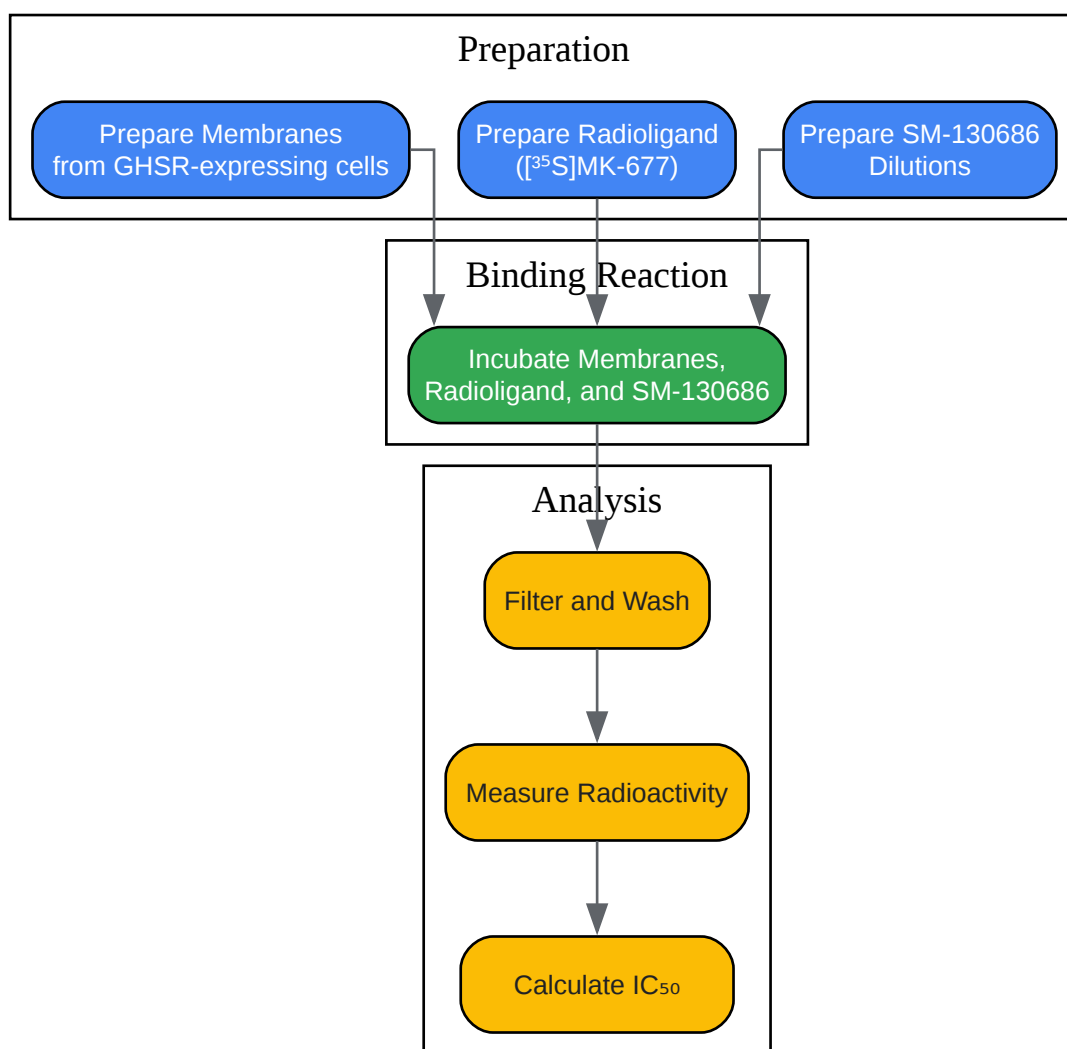 Preparation
Prepare Membranes
from GHSR-expressing cells
Prepare Radioligand
([³⁵S]MK-677)
Prepare SM-130686
Dilutions
Binding Reaction
Incubate Membranes,
Radioligand, and SM-130686
Analysis
Filter and Wash
Measure Radioactivity
Calculate IC₅₀